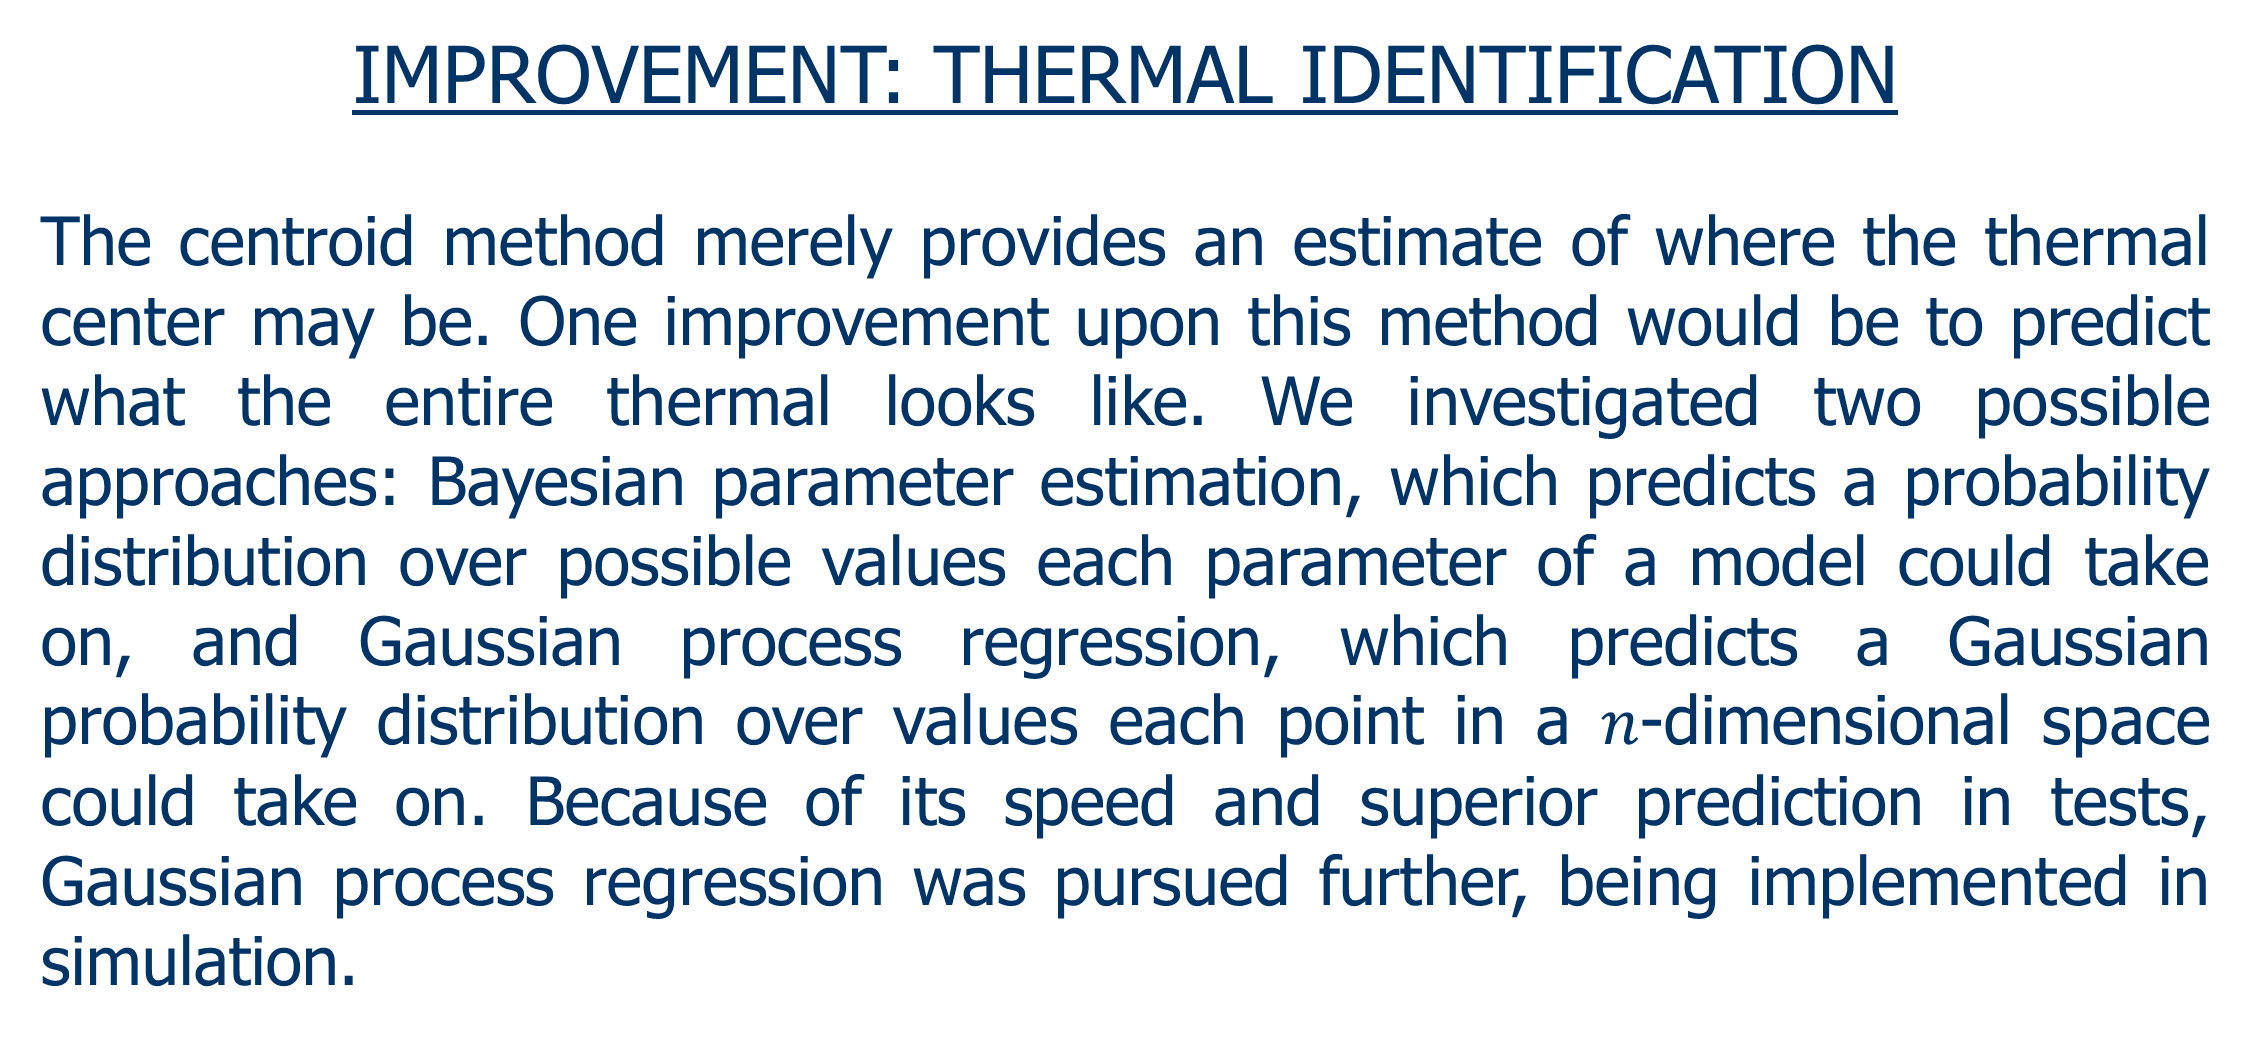 IMPROVEMENT: THERMAL IDENTIFICATION
The centroid method merely provides an estimate of where the thermal
center may be. One improvement upon this method would be to predict
what the entire thermal looks like. We investigated two possible
approaches: Bayesian parameter estimation, which predicts a probability
distribution over possible values each parameter of a model could take
on, and Gaussian process regression, which predicts a Gaussian
probability distribution over values each point in a n-dimensional space
could take on. Because of its speed and superior prediction in tests,
Gaussian process regression was pursued further, being implemented in
simulation.